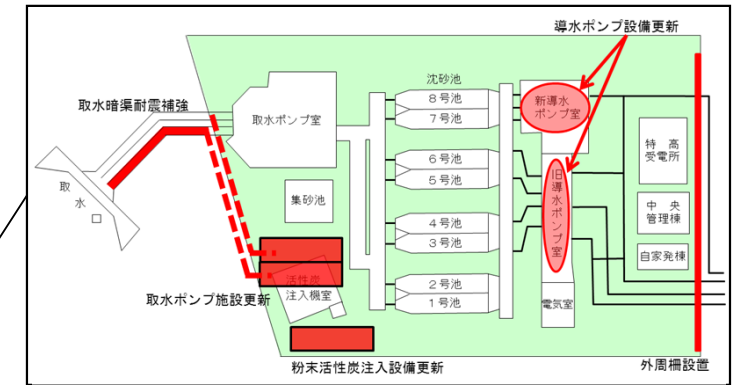 導水ポンプ設備更新
取水暗渠耐震補強
沈砂池
取水ポンプ室
8号池
7号池
6号池
5号池
4号池
3号池
2号池
1号池
新導水
ポンプ室
旧導水ポンプ室
電気室
特高
受電所
中央
管理棟
自家発棟
取
水
口
集砂池
活性炭
注入機室
取水ポンプ施設更新
粉末活性炭注入設備更新
外周柵設置